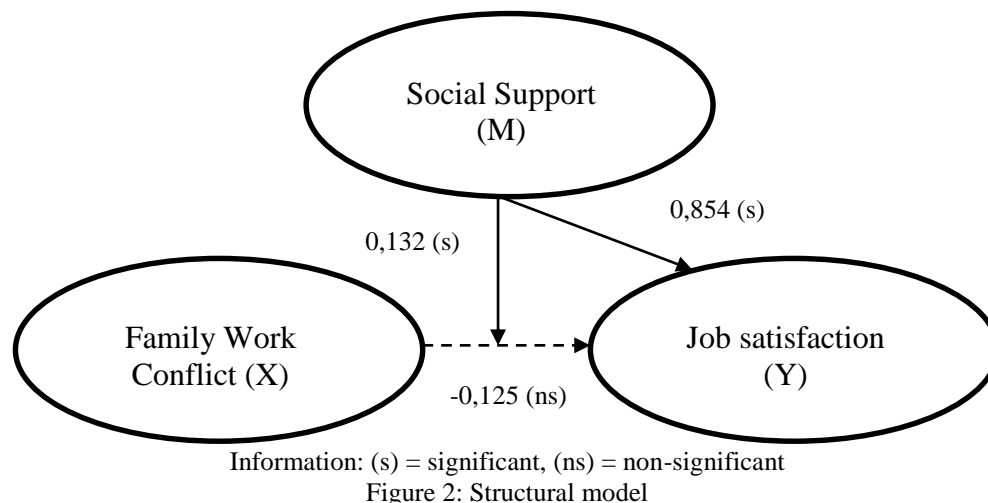 Social Support
(M)
0,132 (s)
0,854 (s)
Family Work
Conflict (X)
Job satisfaction
(Y)
-0,125 (ns)
Information: (s) = significant, (ns) = non-significant
Figure 2: Structural model